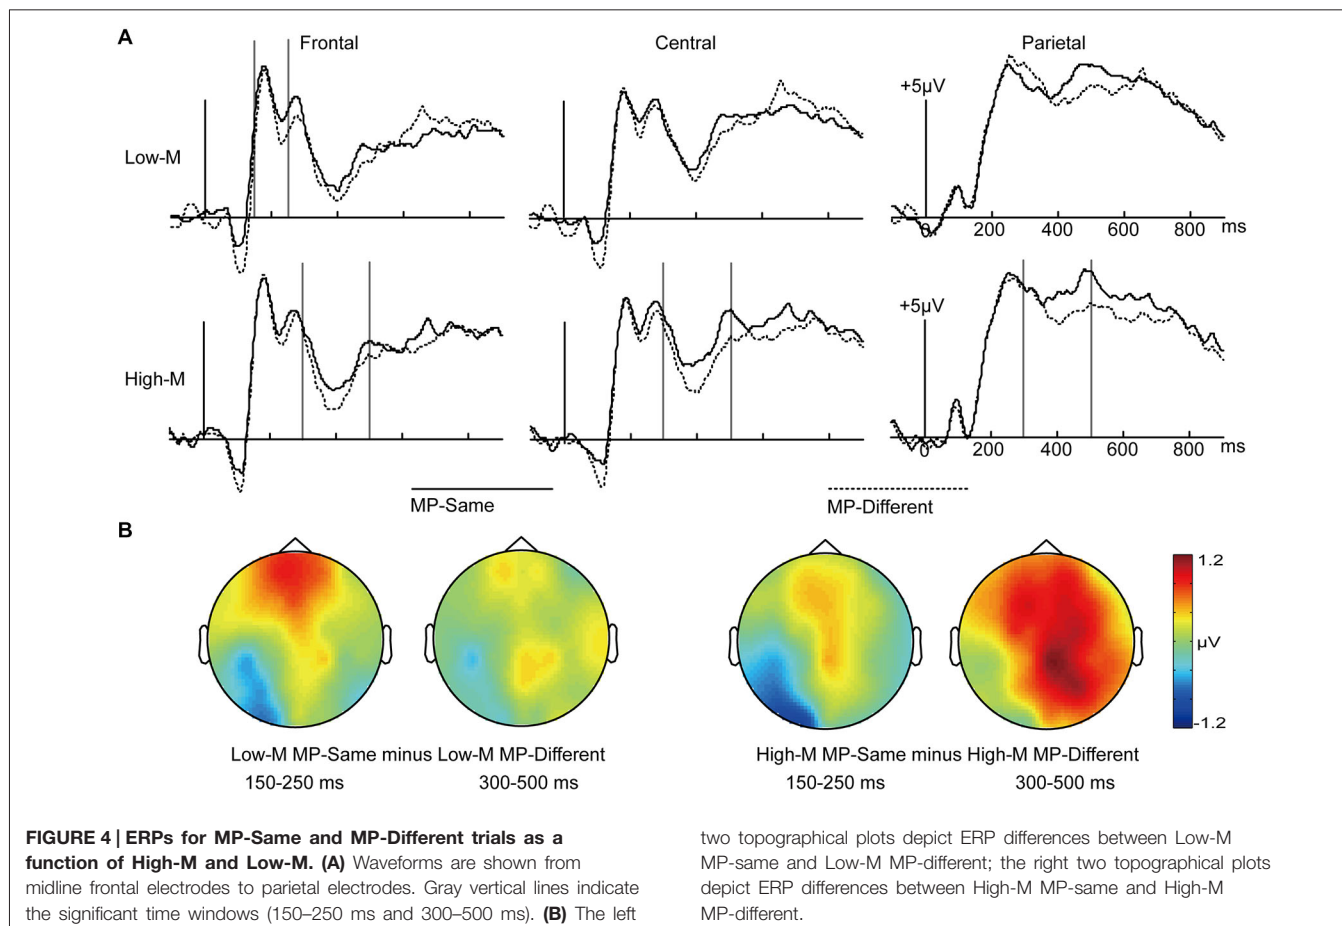 A
Frontal
Central
Parietal
+5μV
Low-M
0 200 400 600 800 ms
+5μV
High-M
0 200 400 600 800 ms
MP-Same
MP-Different
B
1.2
μV
-1.2
Low-M MP-Same minus Low-M MP-Different
150-250 ms
300-500 ms
High-M MP-Same minus High-M MP-Different
150-250 ms
300-500 ms
FIGURE 4 | ERPs for MP-Same and MP-Different trials as a
function of High-M and Low-M. (A) Waveforms are shown from
midline frontal electrodes to parietal electrodes. Gray vertical lines indicate
the significant time windows (150–250 ms and 300–500 ms). (B) The left
two topographical plots depict ERP differences between Low-M
MP-same and Low-M MP-different; the right two topographical plots
depict ERP differences between High-M MP-same and High-M
MP-different.